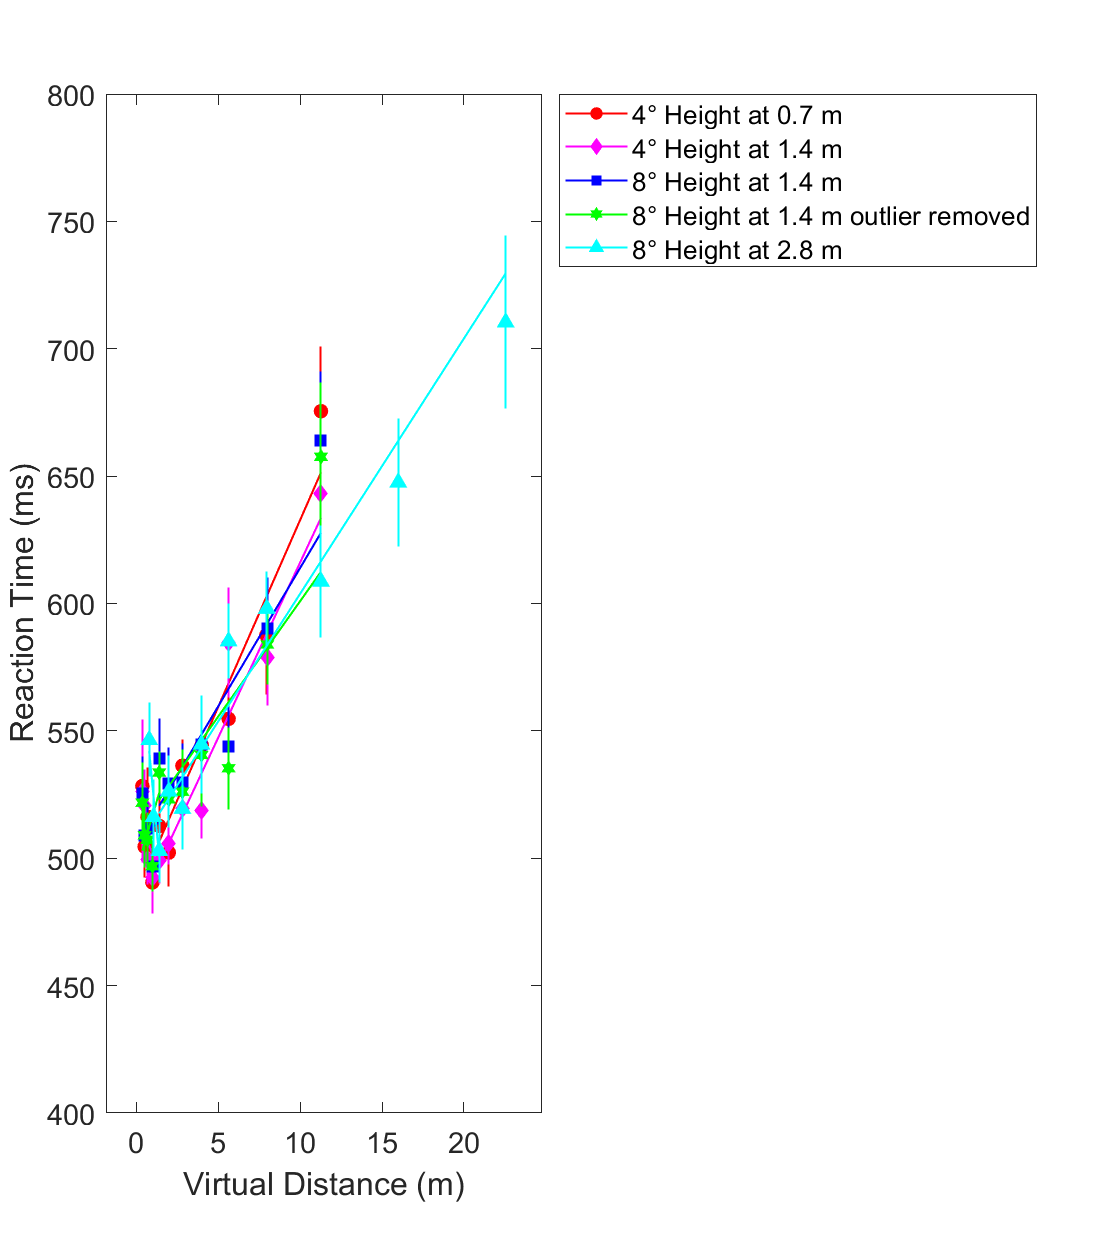 800
750
700
650
600
550
500
450
400
0
5
10
15
20
Reaction Time (ms)
Virtual Distance (m)
4° Height at 0.7 m
4° Height at 1.4 m
8° Height at 1.4 m
8° Height at 1.4 m outlier removed
8° Height at 2.8 m